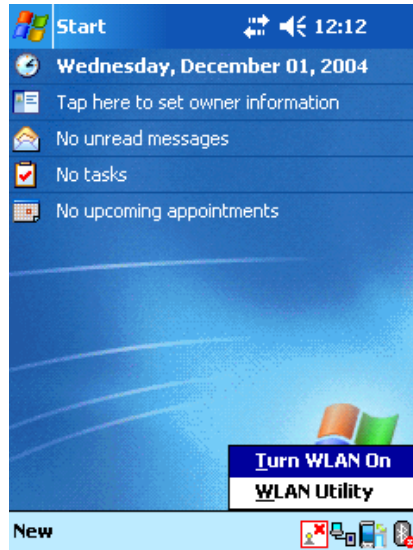 Start 12:12
Wednesday, December 01, 2004
Tap here to set owner information
No unread messages
No tasks
No upcoming appointments
Turn WLAN On
WLAN Utility
New